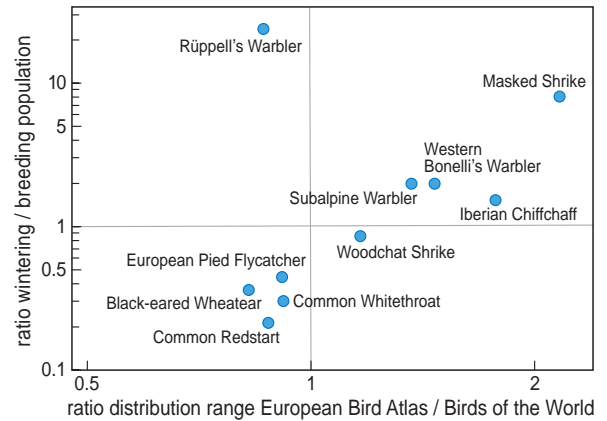 ratio wintering / breeding population
10
5
1
0.5
0.1
Rüppell's Warbler
Masked Shrike
Western
Bonelli's Warbler
Subalpine Warbler
Iberian Chiffchaff
Woodchat Shrike
European Pied Flycatcher
Black-eared Wheatear
Common Whitethroat
Common Redstart
0.5
1
2
ratio distribution range European Bird Atlas / Birds of the World